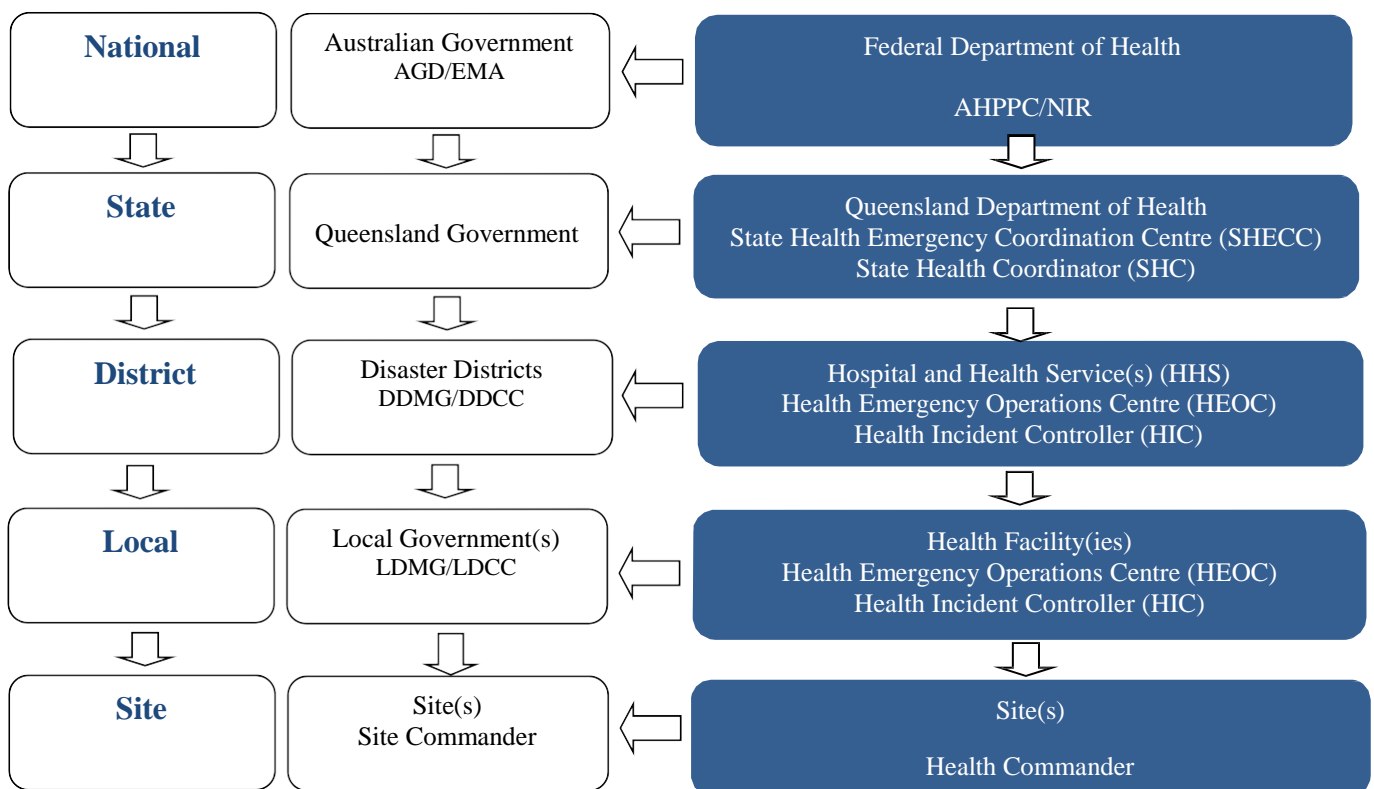 National
Australian Government
AGD/EMA
Federal Department of Health
AHPPC/NIR
State
Queensland Government
Queensland Department of Health
State Health Emergency Coordination Centre (SHECC)
State Health Coordinator (SHC)
District
Disaster Districts
DDMG/DDCC
Hospital and Health Service(s) (HHS)
Health Emergency Operations Centre (HEOC)
Health Incident Controller (HIC)
Local
Local Government(s)
LDMG/LDCC
Health Facility(ies)
Health Emergency Operations Centre (HEOC)
Health Incident Controller (HIC)
Site
Site(s)
Site Commander
Site(s)
Health Commander